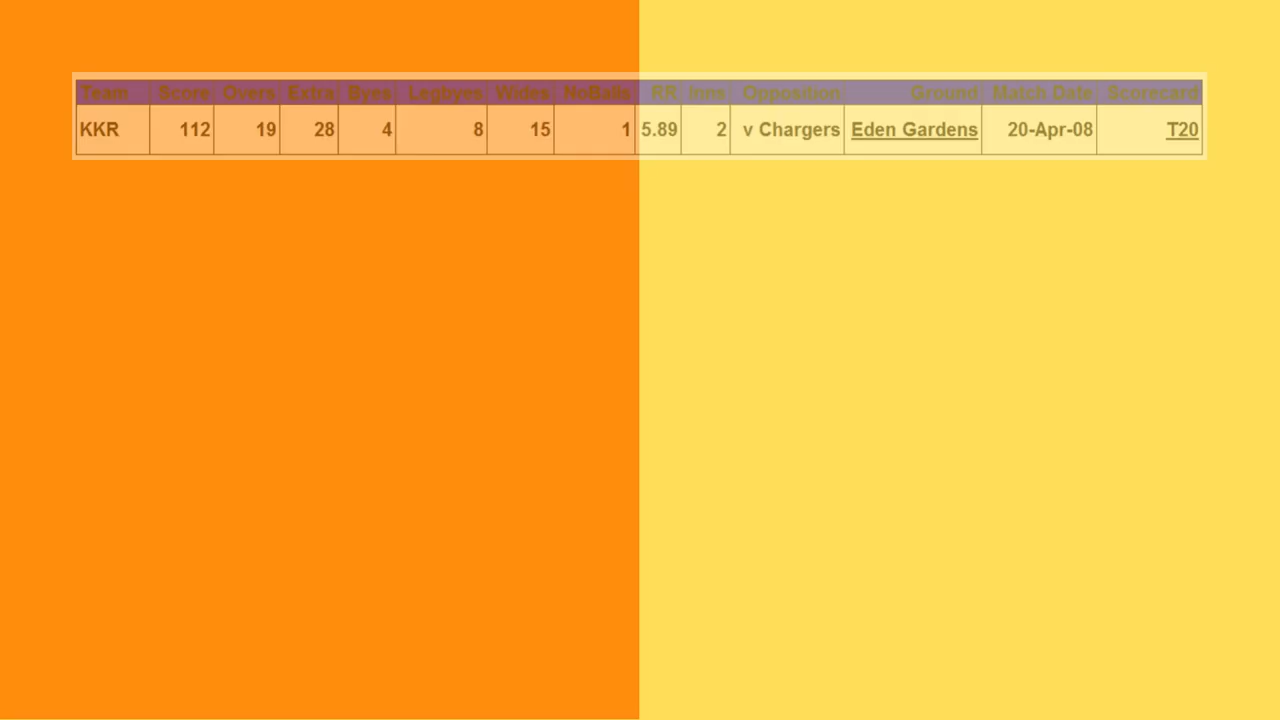 Team Score Overs Extra Byes Legbyes Wides NoBalls RR Inns Opposition Ground Match Date Scorecard
KKR 112 19 28 4 8 15 1 5.89 2 v Chargers Eden Gardens 20-Apr-08 T20